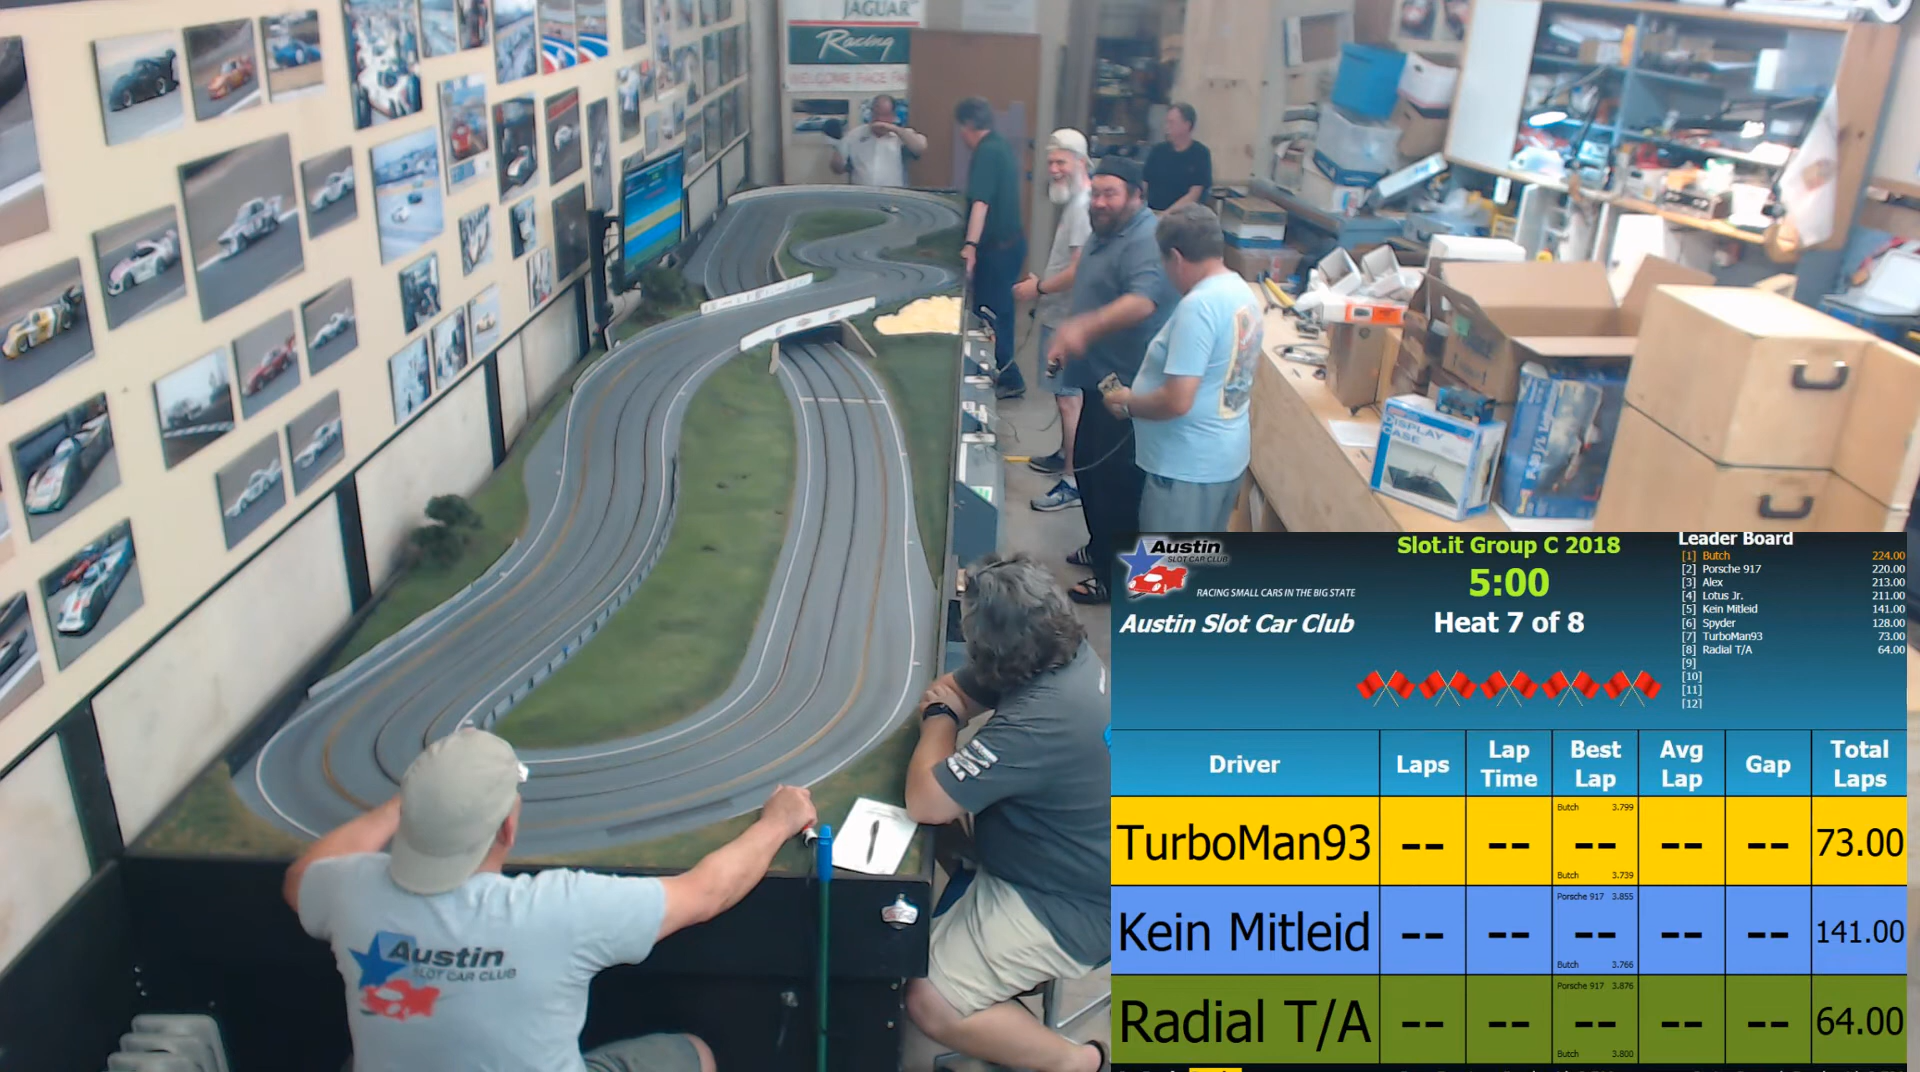 JAGUAR
Racing
WELCOME RACE FA
DISPLAY
CASE
Austin
SLOT CAR CLUB
Austin
SLOT CAR CLUB
RACING SMALL CARS IN THE BIG STATE
Austin Slot Car Club
Slot.it Group C 2018
5:00
Heat 7 of 8
Leader Board
[1] Butch 224.00
[2] Porsche 917 220.00
[3] Alex 213.00
[4] Lotus Jr. 211.00
[5] Kein Mitleid 141.00
[6] Spyder 128.00
[7] TurboMan93 73.00
[8] Radial T/A 64.00
[9]
[10]
[11]
[12]
Driver Laps Lap Time Best Lap Avg Lap Gap Total Laps
Butch 3.799
TurboMan93 -- -- -- -- -- 73.00
Butch 3.739
Porsche 917 3.855
Kein Mitleid -- -- -- -- -- 141.00
Butch 3.766
Porsche 917 3.876
Radial T/A -- -- -- -- -- 64.00
Butch 3.800